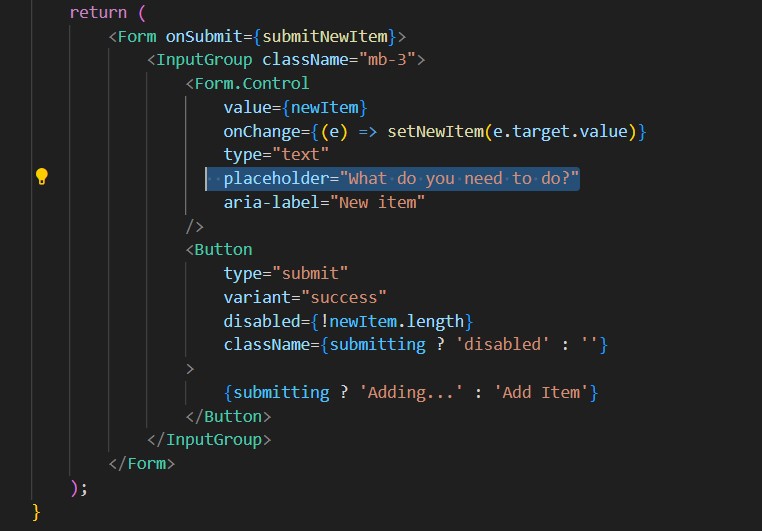 return (
<Form onSubmit={submitNewItem}>
<InputGroup className="mb-3">
<Form.Control
value={newItem}
onChange={(e) => setNewItem(e.target.value)}
type="text"
placeholder="What do you need to do?"
aria-label="New item"
/>
<Button
type="submit"
variant="success"
disabled={!newItem.length}
className={submitting ? 'disabled' : ''}
>
{submitting ? 'Adding...' : 'Add Item'}
</Button>
</InputGroup>
</Form>
);
}